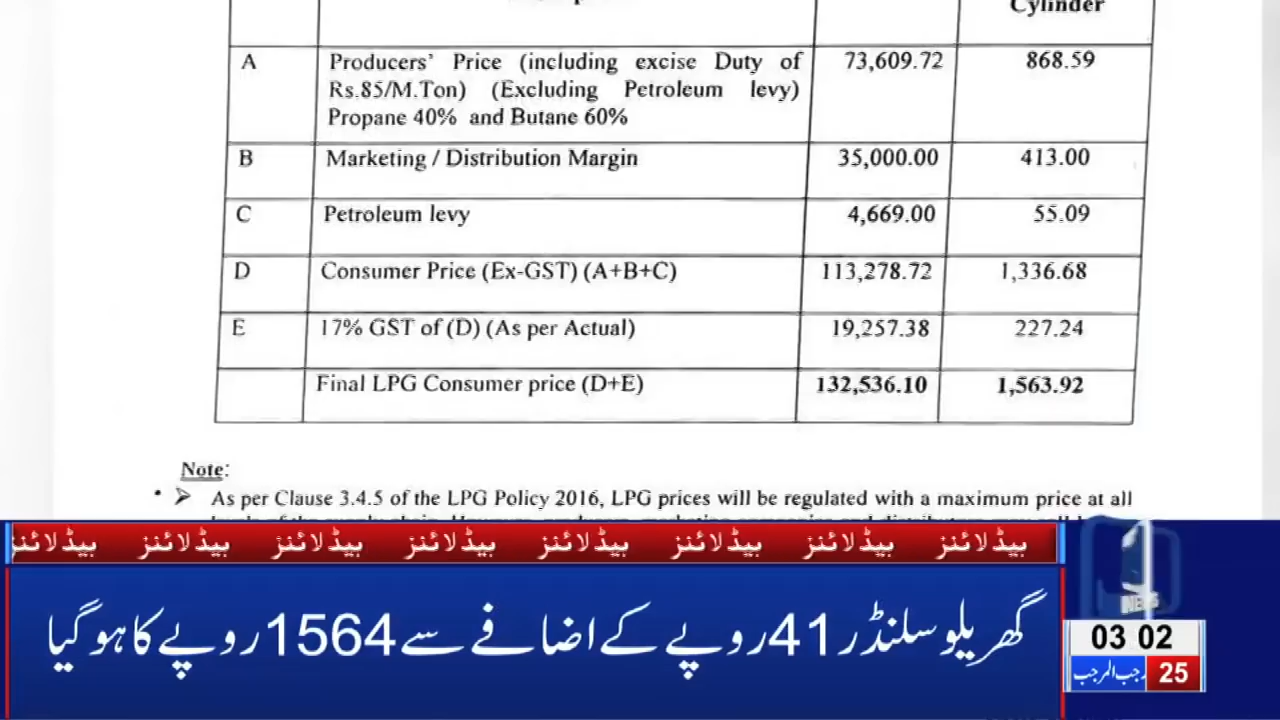 Cylinder
A Producers' Price (including excise Duty of 73,609.72 868.59
Rs.85/M.Ton) (Excluding Petroleum levy)
Propane 40% and Butane 60%
B Marketing / Distribution Margin 35,000.00 413.00
C Petroleum levy 4,669.00 55.09
D Consumer Price (Ex-GST) (A+B+C) 113,278.72 1,336.68
E 17% GST of (D) (As per Actual) 19,257.38 227.24
Final LPG Consumer price (D+E) 132,536.10 1,563.92
Note:
• ➢ As per Clause 3.4.5 of the LPG Policy 2016, LPG prices will be regulated with a maximum price at all
ہیڈلائنز ہیڈلائنز ہیڈلائنز ہیڈلائنز ہیڈلائنز ہیڈلائنز ہیڈلائنز ہیڈلائنز
NEWS
گھریلو سلنڈر 41 روپے کے اضافے سے 1564 روپے کا ہو گیا
03 02
25 رجب المرجب